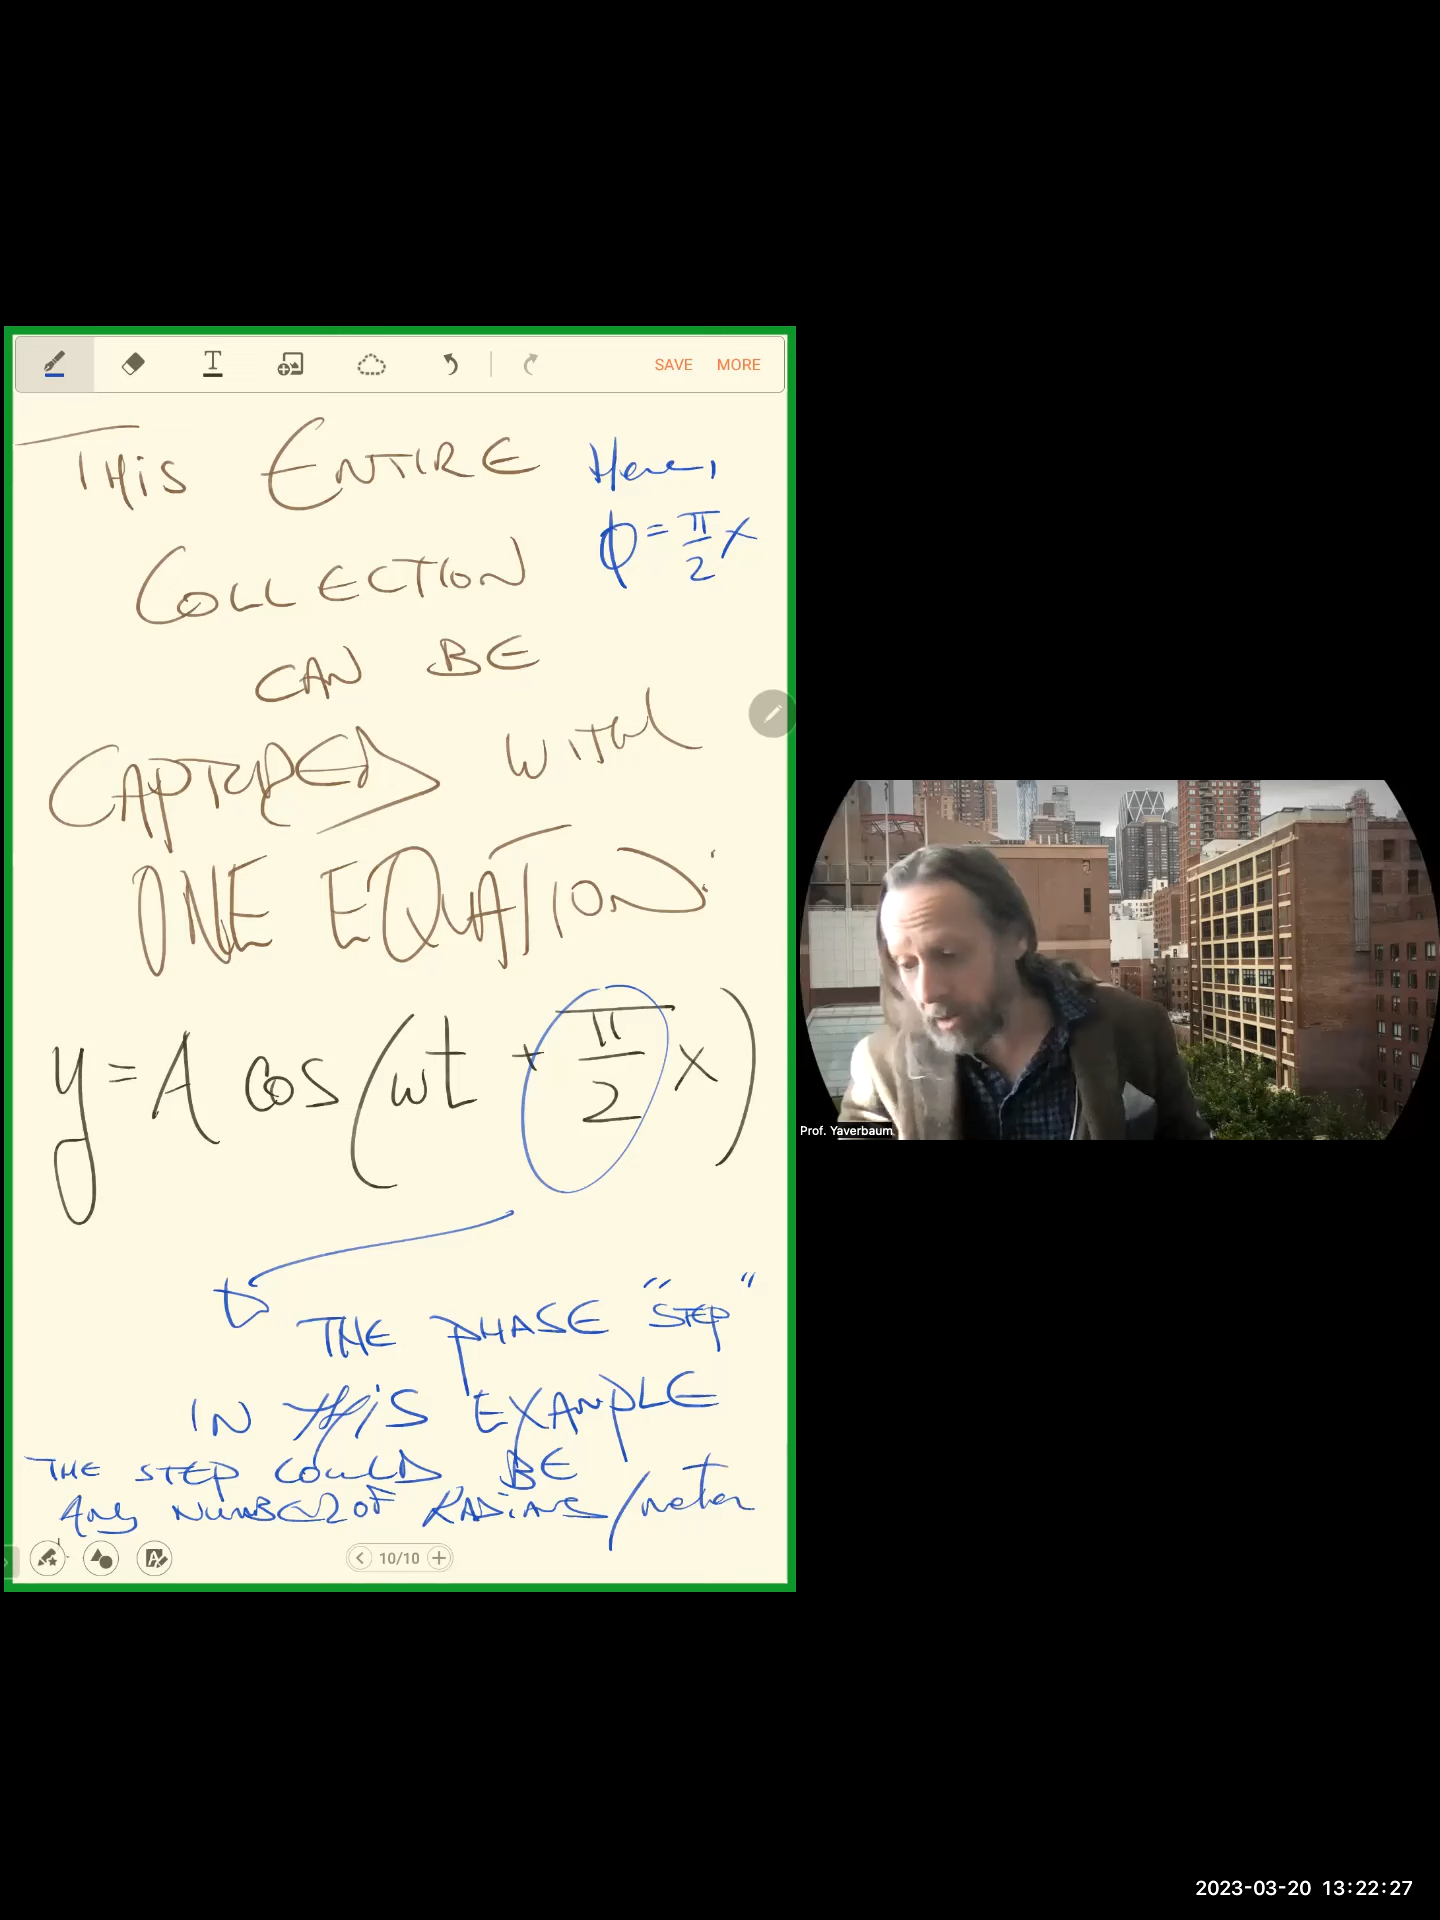 T
SAVE
MORE
THIS ENTIRE
COLLECTION
CAN BE
CAPTURED WITH
ONE EQUATION:
Here,
φ = π/2 x
y = A cos(ωt + π/2 x)
THE PHASE "STEP"
IN THIS EXAMPLE
THE STEP COULD BE
Any NUMBER OF RADIANS/meter
10/10
Prof. Yaverbaum
2023-03-20 13:22:27